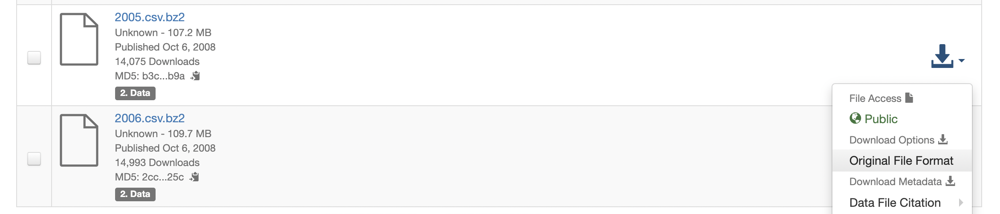 2005.csv.bz2
Unknown - 107.2 MB
Published Oct 6, 2008
14,075 Downloads
MD5: b3c...b9a
2. Data
2006.csv.bz2
Unknown - 109.7 MB
Published Oct 6, 2008
14,993 Downloads
MD5: 2cc...25c
2. Data
File Access
Public
Download Options
Original File Format
Download Metadata
Data File Citation